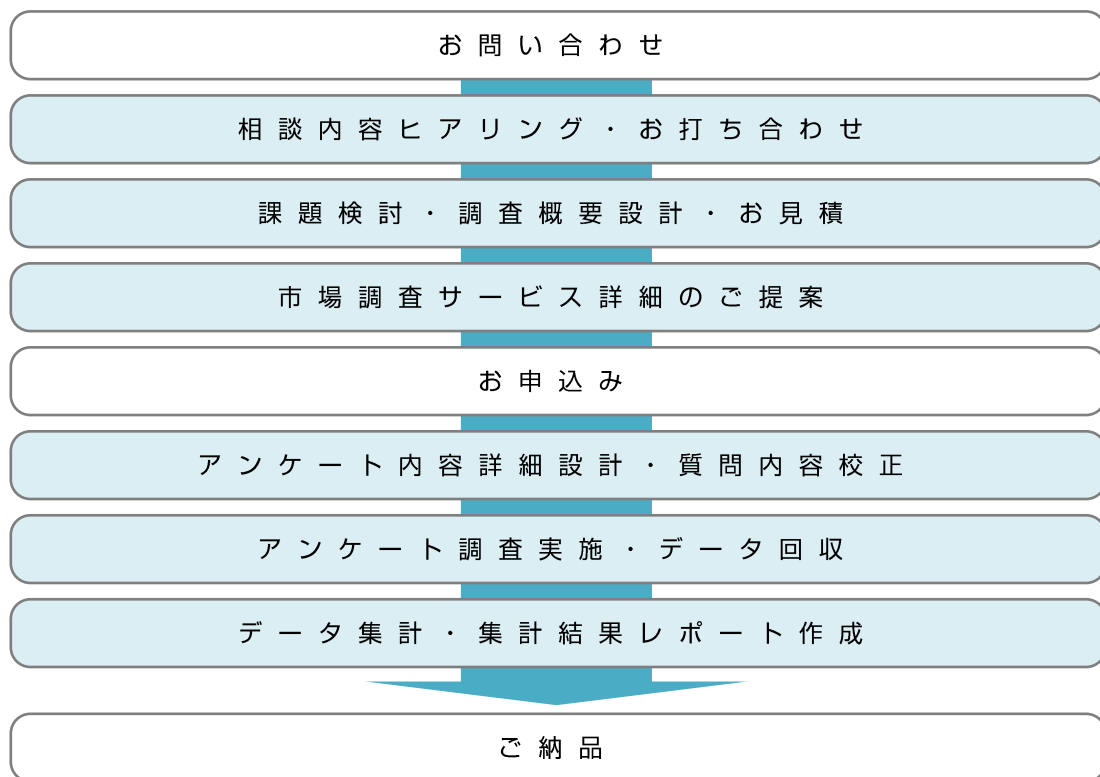 お問い合わせ
相談内容ヒアリング・お打ち合わせ
課題検討・調査概要設計・お見積
市場調査サービス詳細のご提案
お申込み
アンケート内容詳細設計・質問内容校正
アンケート調査実施・データ回収
データ集計・集計結果レポート作成
ご納品